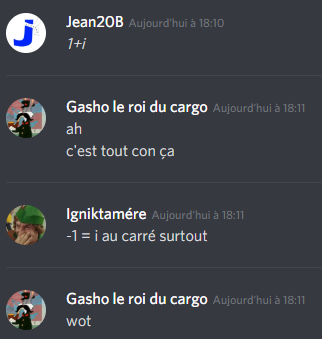 Jean20B Aujourd'hui à 18:10
1+i
Gasho le roi du cargo Aujourd'hui à 18:11
ah
c'est tout con ça
Igniktamére Aujourd'hui à 18:11
-1 = i au carré surtout
Gasho le roi du cargo Aujourd'hui à 18:11
wot